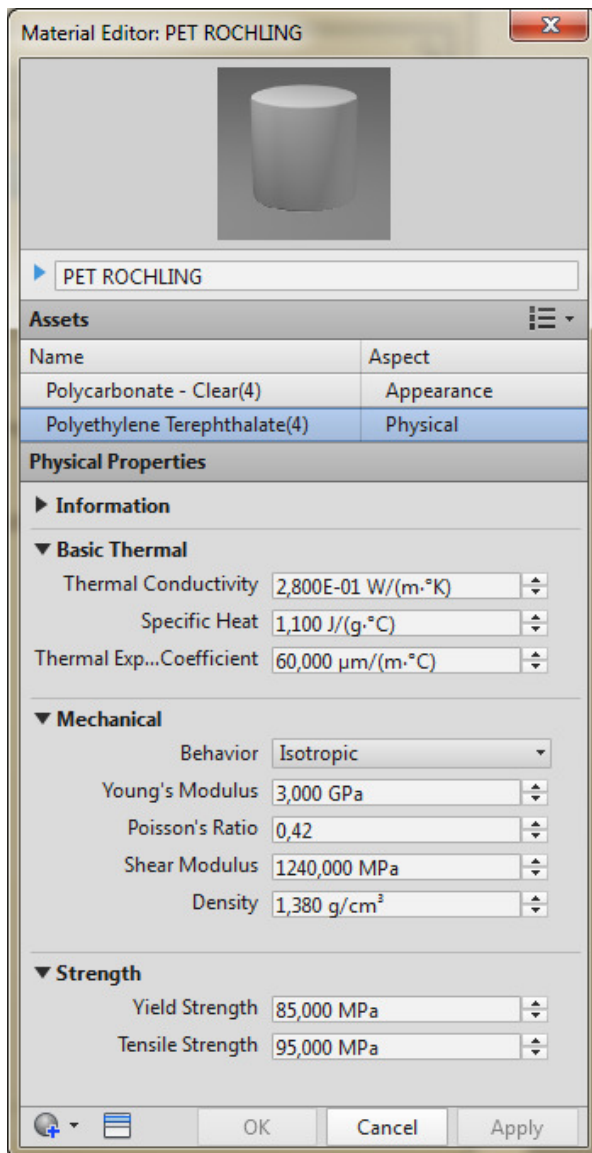 Material Editor: PET ROCHLING
PET ROCHLING
Assets
Name Aspect
Polycarbonate - Clear(4) Appearance
Polyethylene Terephthalate(4) Physical
Physical Properties
Information
Basic Thermal
Thermal Conductivity 2,800E-01 W/(m·°K)
Specific Heat 1,100 J/(g·°C)
Thermal Exp...Coefficient 60,000 µm/(m·°C)
Mechanical
Behavior Isotropic
Young's Modulus 3,000 GPa
Poisson's Ratio 0,42
Shear Modulus 1240,000 MPa
Density 1,380 g/cm³
Strength
Yield Strength 85,000 MPa
Tensile Strength 95,000 MPa
OK Cancel Apply